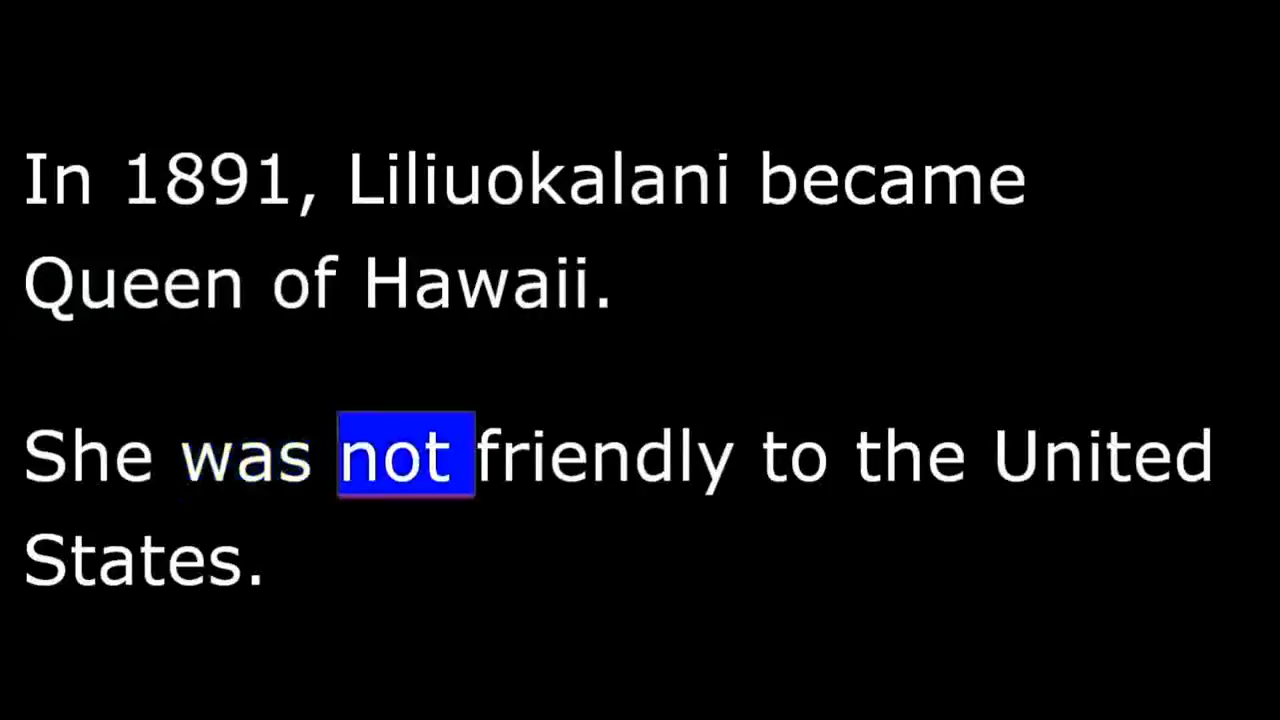 In 1891, Liliuokalani became
Queen of Hawaii.
She was not friendly to the United
States.